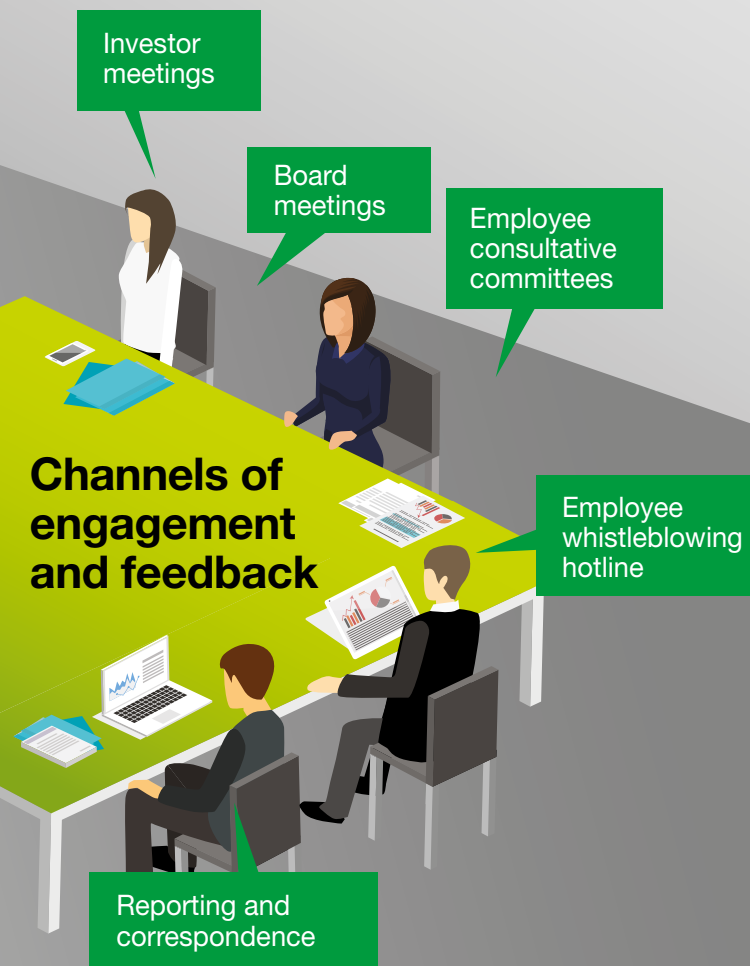 Investor
meetings
Board
meetings
Employee
consultative
committees
Channels of
engagement
and feedback
Employee
whistleblowing
hotline
Reporting and
correspondence